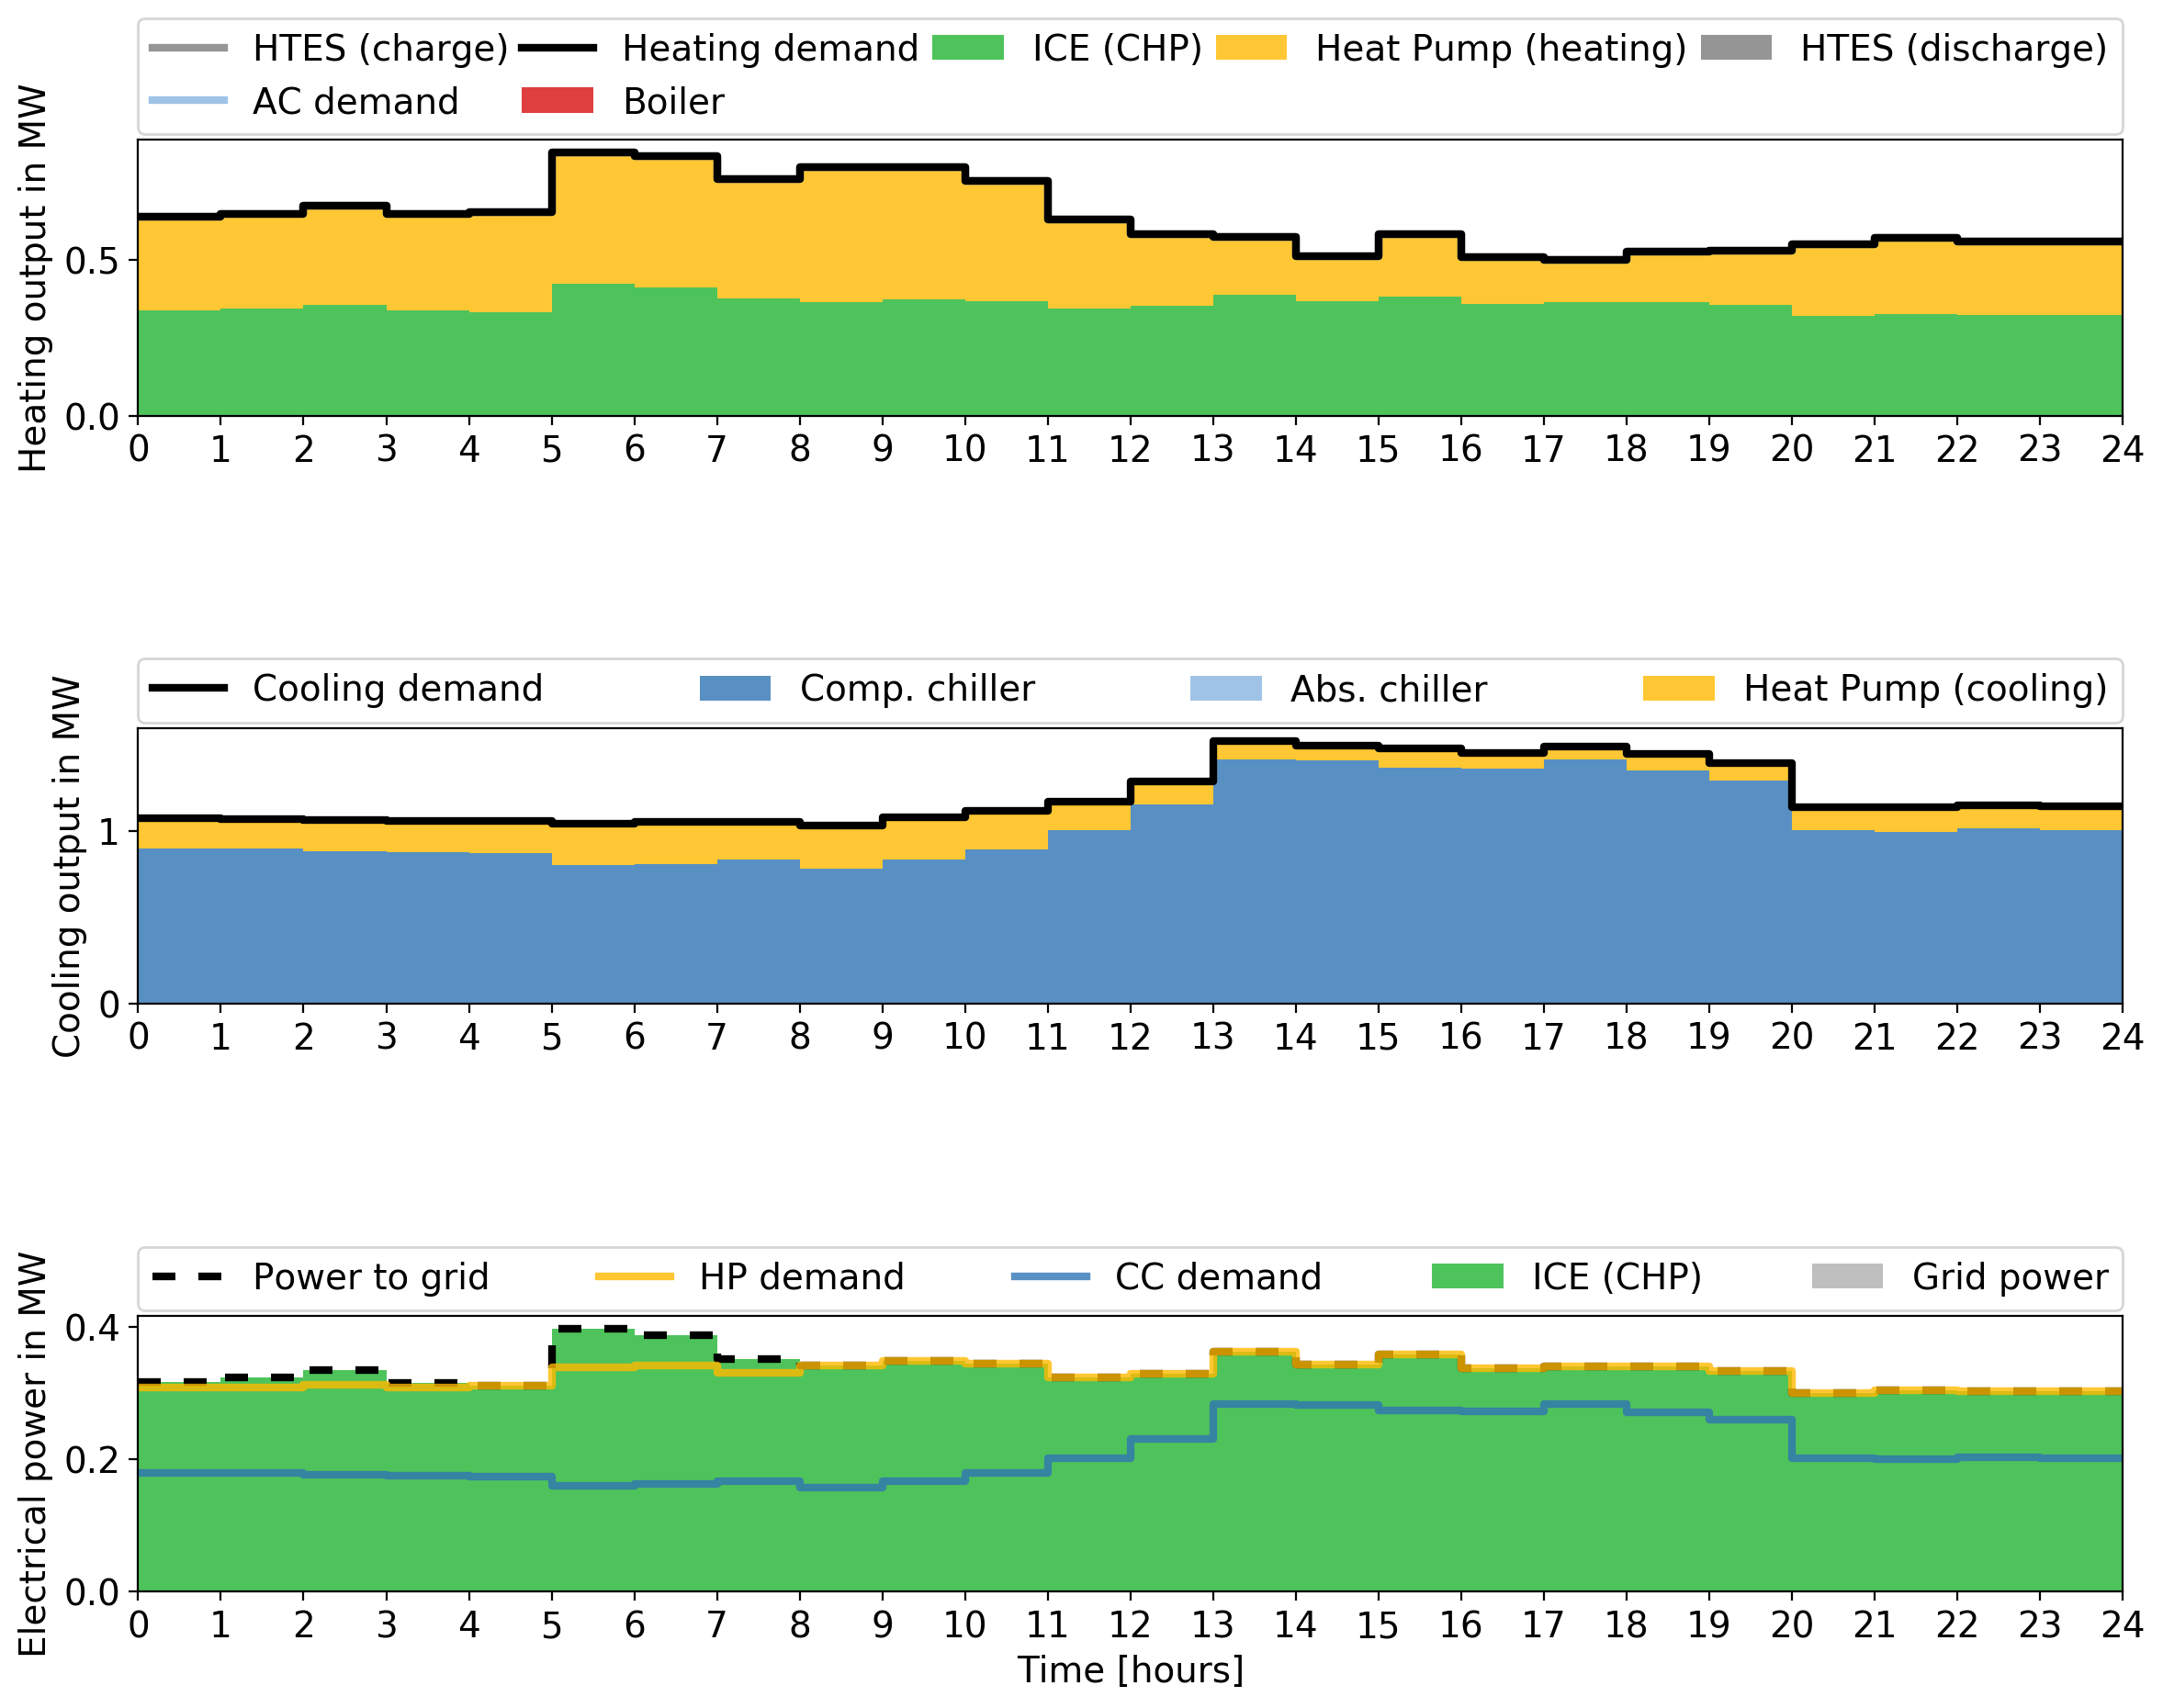 HTES (charge) Heating demand ICE (CHP) Heat Pump (heating) HTES (discharge)
AC demand Boiler
Heating output in MW
0.5
0.0
0 1 2 3 4 5 6 7 8 9 10 11 12 13 14 15 16 17 18 19 20 21 22 23 24
Cooling demand Comp. chiller Abs. chiller Heat Pump (cooling)
Cooling output in MW
1
0
0 1 2 3 4 5 6 7 8 9 10 11 12 13 14 15 16 17 18 19 20 21 22 23 24
Power to grid HP demand CC demand ICE (CHP) Grid power
Electrical power in MW
0.4
0.2
0.0
0 1 2 3 4 5 6 7 8 9 10 11 12 13 14 15 16 17 18 19 20 21 22 23 24
Time [hours]